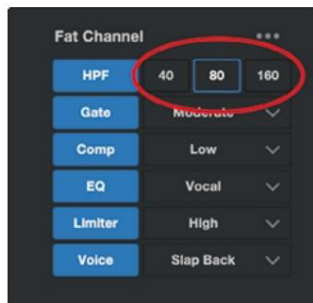 Fat Channel
HPF 40 80 160
Gate Moderate
Comp Low
EQ Vocal
Limiter High
Voice Slap Back